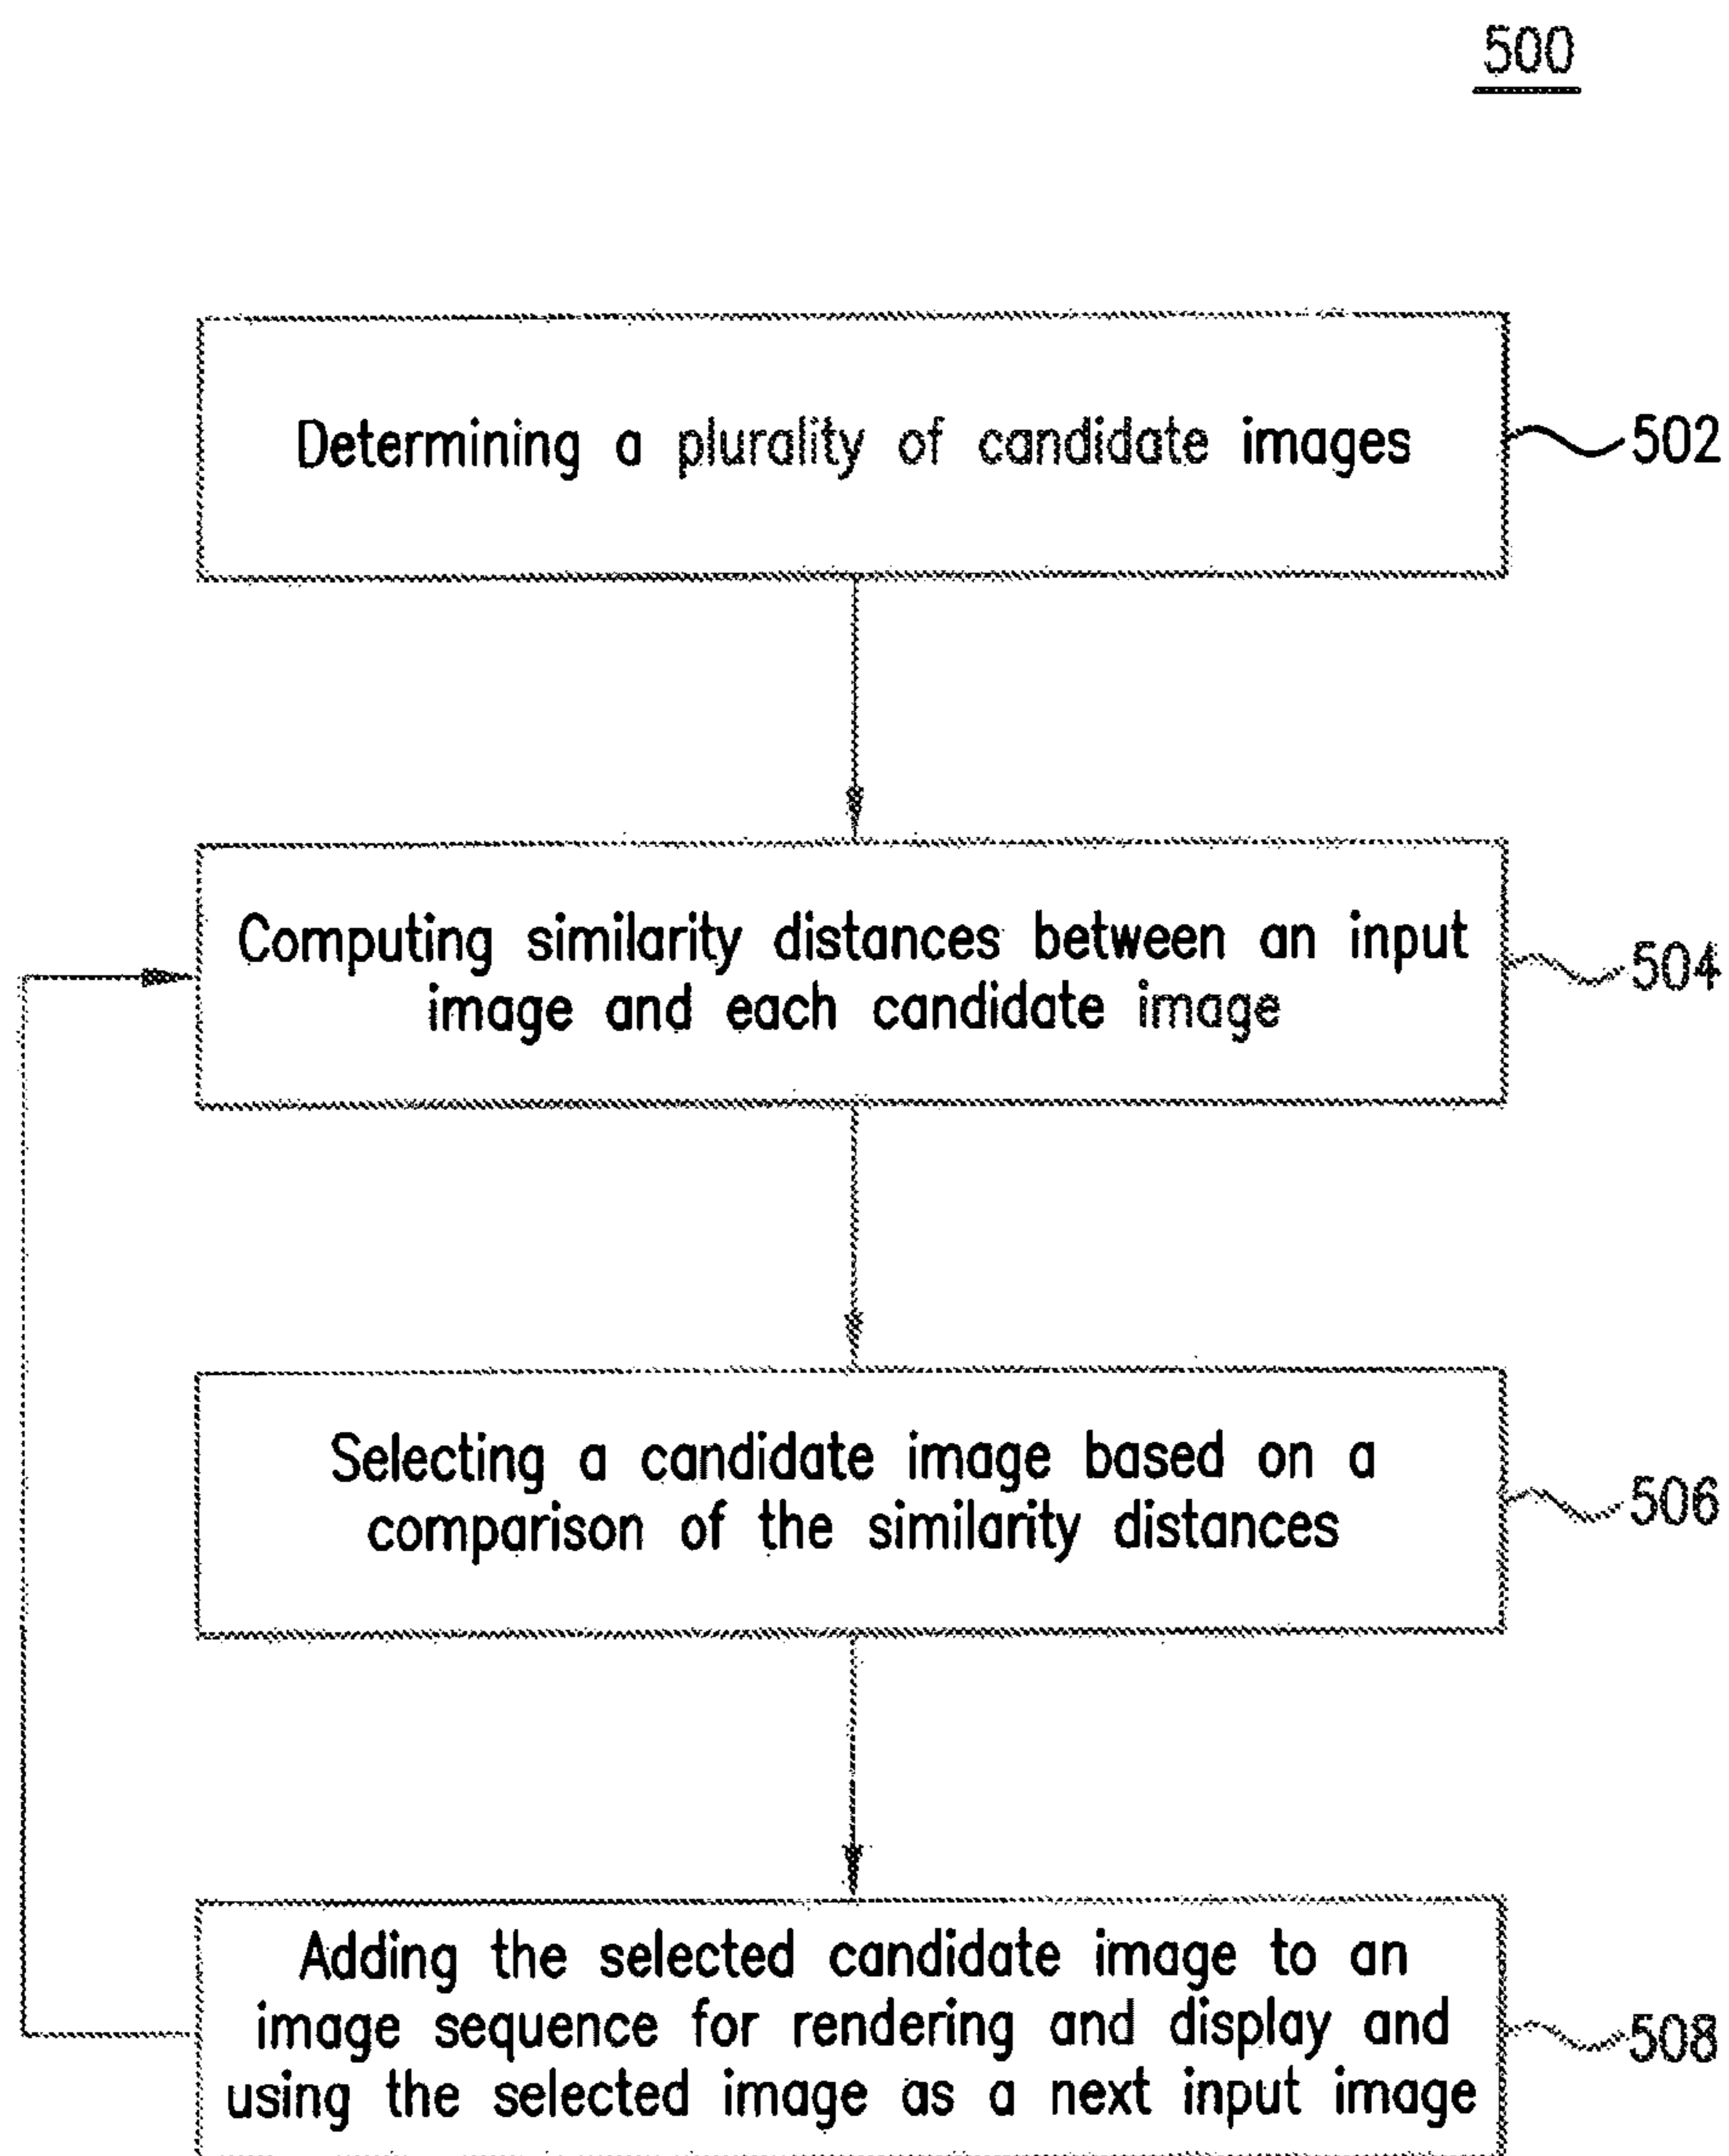 500
Determining a plurality of candidate images
502
Computing similarity distances between an input
image and each candidate image
504
Selecting a candidate image based on a
comparison of the similarity distances
506
Adding the selected candidate image to an
image sequence for rendering and display and
using the selected image as a next input image
508